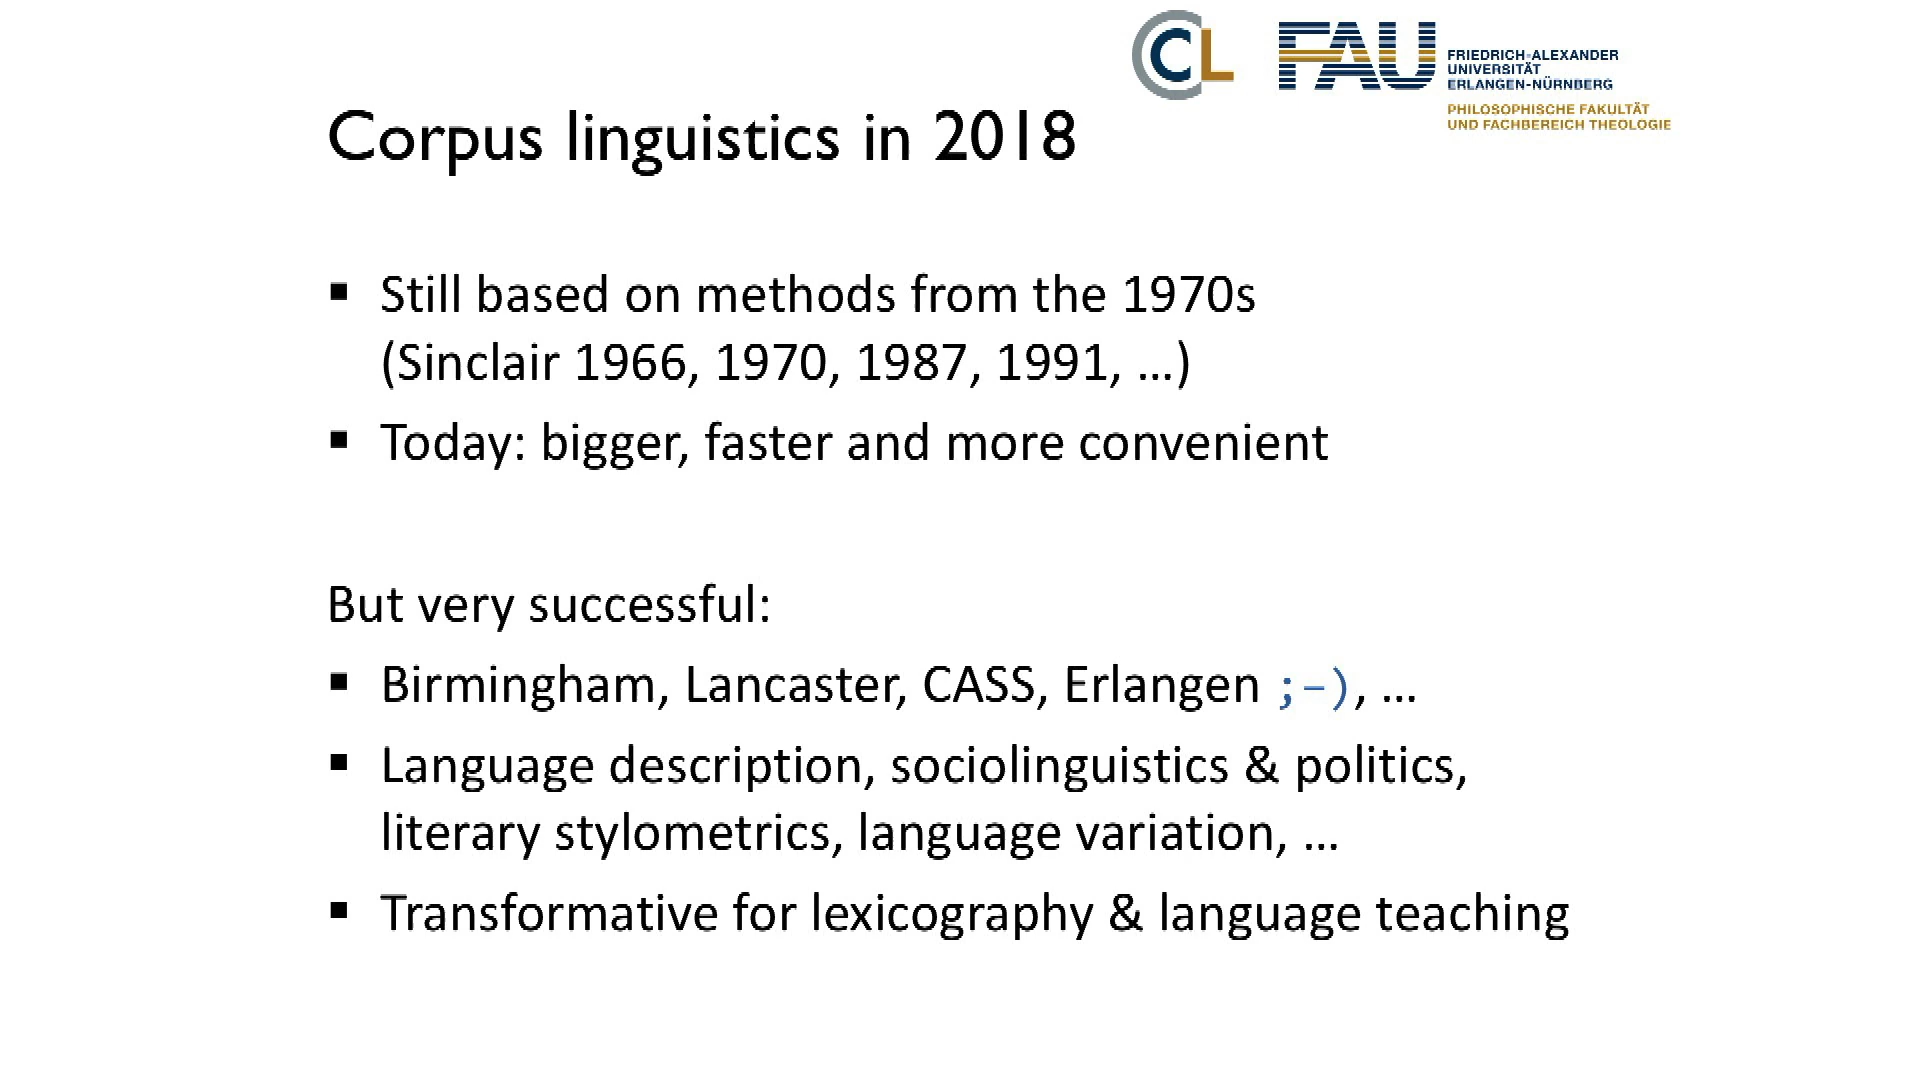 CCL
FAU
FRIEDRICH-ALEXANDER
UNIVERSITÄT
ERLANGEN-NÜRNBERG
PHILOSOPHISCHE FAKULTÄT
UND FACHBEREICH THEOLOGIE
Corpus linguistics in 2018
▪ Still based on methods from the 1970s
(Sinclair 1966, 1970, 1987, 1991, ...)
▪ Today: bigger, faster and more convenient
But very successful:
▪ Birmingham, Lancaster, CASS, Erlangen ;-), ...
▪ Language description, sociolinguistics & politics,
literary stylometrics, language variation, ...
▪ Transformative for lexicography & language teaching